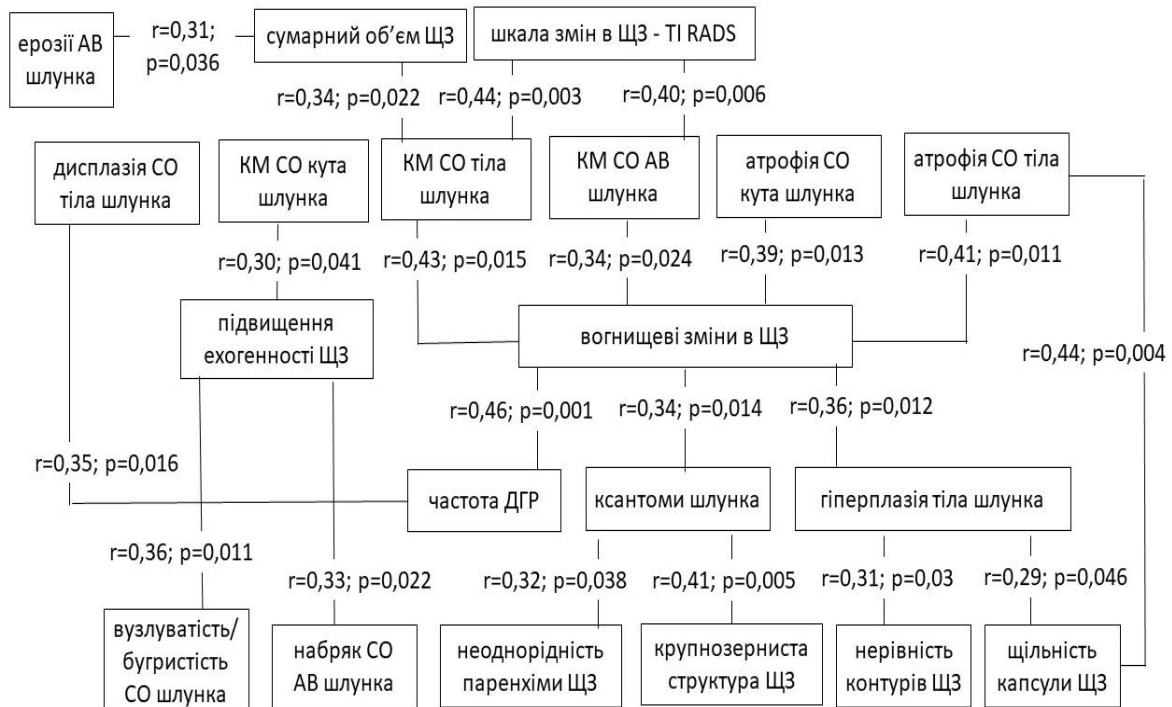 ерозії АВ
шлунка
r=0,31;
p=0,036
сумарний об’єм ЩЗ
шкала змін в ЩЗ - TI RADS
r=0,34; p=0,022
r=0,44; p=0,003
r=0,40; p=0,006
дисплазія СО
тіла шлунка
КМ СО кута
шлунка
КМ СО тіла
шлунка
КМ СО АВ
шлунка
атрофія СО
кута шлунка
атрофія СО тіла
шлунка
r=0,30; p=0,041
r=0,43; p=0,015
r=0,34; p=0,024
r=0,39; p=0,013
r=0,41; p=0,011
підвищення
ехогенності ЩЗ
вогнищеві зміни в ЩЗ
r=0,44; p=0,004
r=0,46; p=0,001
r=0,34; p=0,014
r=0,36; p=0,012
r=0,35; p=0,016
частота ДГР
ксантоми шлунка
гіперплазія тіла шлунка
r=0,36; p=0,011
r=0,33; p=0,022
r=0,32; p=0,038
r=0,41; p=0,005
r=0,31; p=0,03
r=0,29; p=0,046
вузлуватість/
бугристість
СО шлунка
набряк СО
АВ шлунка
неоднорідність
паренхіми ЩЗ
крупнозерниста
структура ЩЗ
нерівність
контурів ЩЗ
щільність
капсули ЩЗ